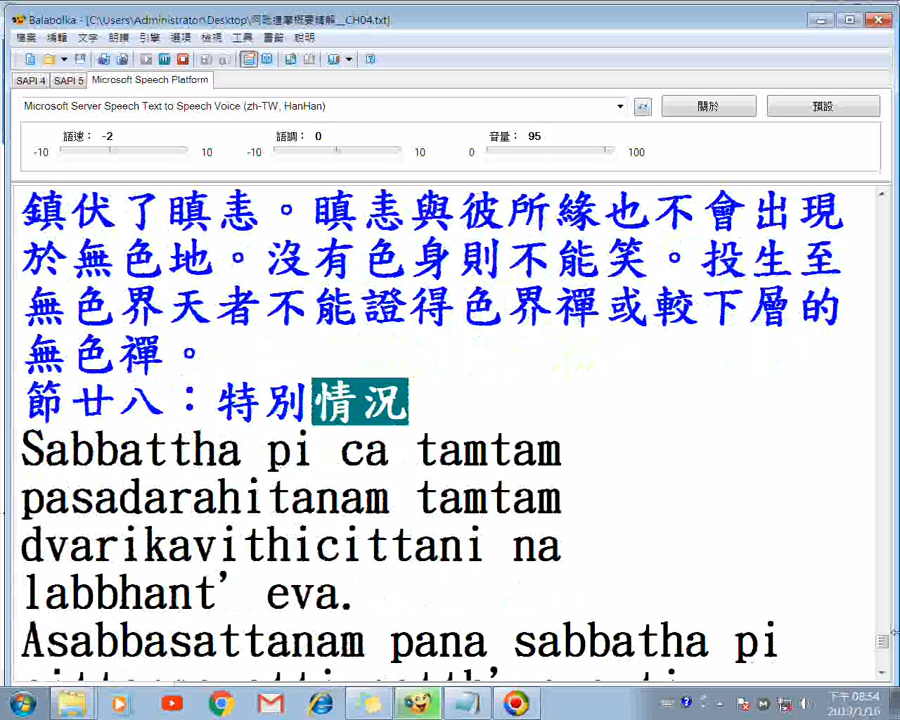 Balabolka - [C:\Users\Administrator\Desktop\阿毗達摩概要精解__CH04.txt]
檔案 編輯 文字 朗讀 引擎 選項 檢視 工具 書籤 說明
SAPI 4 SAPI 5 Microsoft Speech Platform
Microsoft Server Speech Text to Speech Voice (zh-TW, HanHan) 關於 預設
語速： -2 語調： 0 音量： 95
-10 10 -10 10 0 100
鎮伏了瞋恚。瞋恚與彼所緣也不會出現
於無色地。沒有色身則不能笑。投生至
無色界天者不能證得色界禪或較下層的
無色禪。
節廿八：特別情況
Sabbattha pi ca tamtam
pasadarahitanam tamtam
dvarikavithicittani na
labbhant' eva.
Asabbasattanam pana sabbatha pi
下午 08:54
2019/1/16